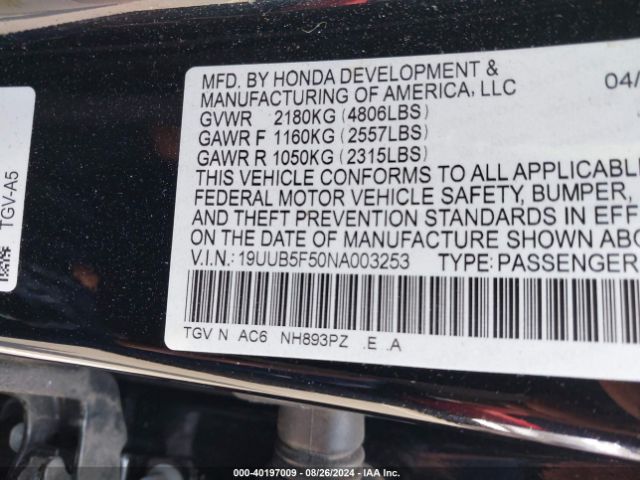 MFD. BY HONDA DEVELOPMENT &
MANUFACTURING OF AMERICA, LLC 04/
GVWR 2180KG (4806LBS)
GAWR F 1160KG (2557LBS)
GAWR R 1050KG (2315LBS)
THIS VEHICLE CONFORMS TO ALL APPLICABLE
FEDERAL MOTOR VEHICLE SAFETY, BUMPER,
AND THEFT PREVENTION STANDARDS IN EFFE
ON THE DATE OF MANUFACTURE SHOWN ABO
V.I.N.: 19UUB5F50NA003253 TYPE: PASSENGER
TGV N AC6 NH893PZ .E .A
TGV-A5
000-40197009 - 08/26/2024 - IAA Inc.